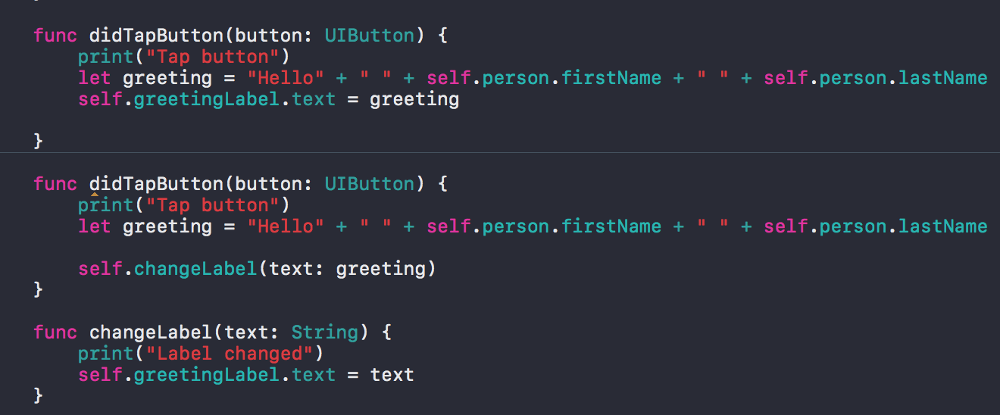 func didTapButton(button: UIButton) {
print("Tap button")
let greeting = "Hello" + " " + self.person.firstName + " " + self.person.lastName
self.greetingLabel.text = greeting
}
func didTapButton(button: UIButton) {
print("Tap button")
let greeting = "Hello" + " " + self.person.firstName + " " + self.person.lastName
self.changeLabel(text: greeting)
}
func changeLabel(text: String) {
print("Label changed")
self.greetingLabel.text = text
}